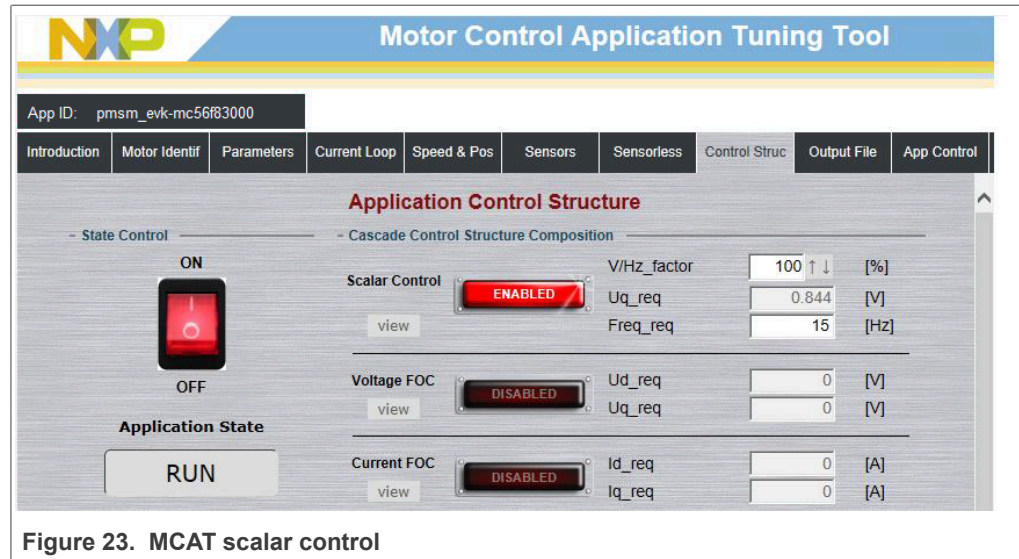 NXP
Motor Control Application Tuning Tool
App ID: pmsm_evk-mc56f83000
Introduction Motor Identif Parameters Current Loop Speed & Pos Sensors Sensorless Control Struc Output File App Control
Application Control Structure
- State Control
- Cascade Control Structure Composition
ON
OFF
Application State
RUN
Scalar Control
view
ENABLED
V/Hz_factor 100 ↑↓ [%]
Uq_req 0.844 [V]
Freq_req 15 [Hz]
Voltage FOC
view
DISABLED
Ud_req 0 [V]
Uq_req 0 [V]
Current FOC
view
DISABLED
Id_req 0 [A]
Iq_req 0 [A]
Figure 23. MCAT scalar control